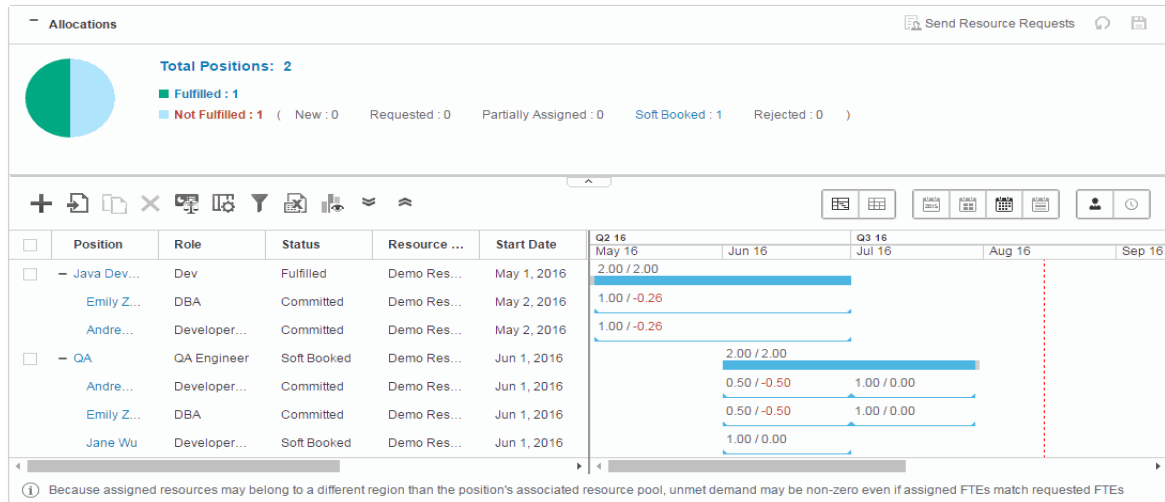 − Allocations Send Resource Requests
Total Positions: 2
Fulfilled : 1
Not Fulfilled : 1 ( New : 0 Requested : 0 Partially Assigned : 0 Soft Booked : 1 Rejected : 0 )
2015
Position Role Status Resource ... Start Date
Q2 16 Q3 16
May 16 Jun 16 Jul 16 Aug 16 Sep 16
− Java Dev... Dev Fulfilled Demo Res... May 1, 2016 2.00 / 2.00
Emily Z... DBA Committed Demo Res... May 2, 2016 1.00 / -0.26
Andre... Developer... Committed Demo Res... May 2, 2016 1.00 / -0.26
− QA QA Engineer Soft Booked Demo Res... Jun 1, 2016 2.00 / 2.00
Andre... Developer... Committed Demo Res... Jun 1, 2016 0.50 / -0.50 1.00 / 0.00
Emily Z... DBA Committed Demo Res... Jun 1, 2016 0.50 / -0.50 1.00 / 0.00
Jane Wu Developer... Soft Booked Demo Res... Jun 1, 2016 1.00 / 0.00
Because assigned resources may belong to a different region than the position's associated resource pool, unmet demand may be non-zero even if assigned FTEs match requested FTEs